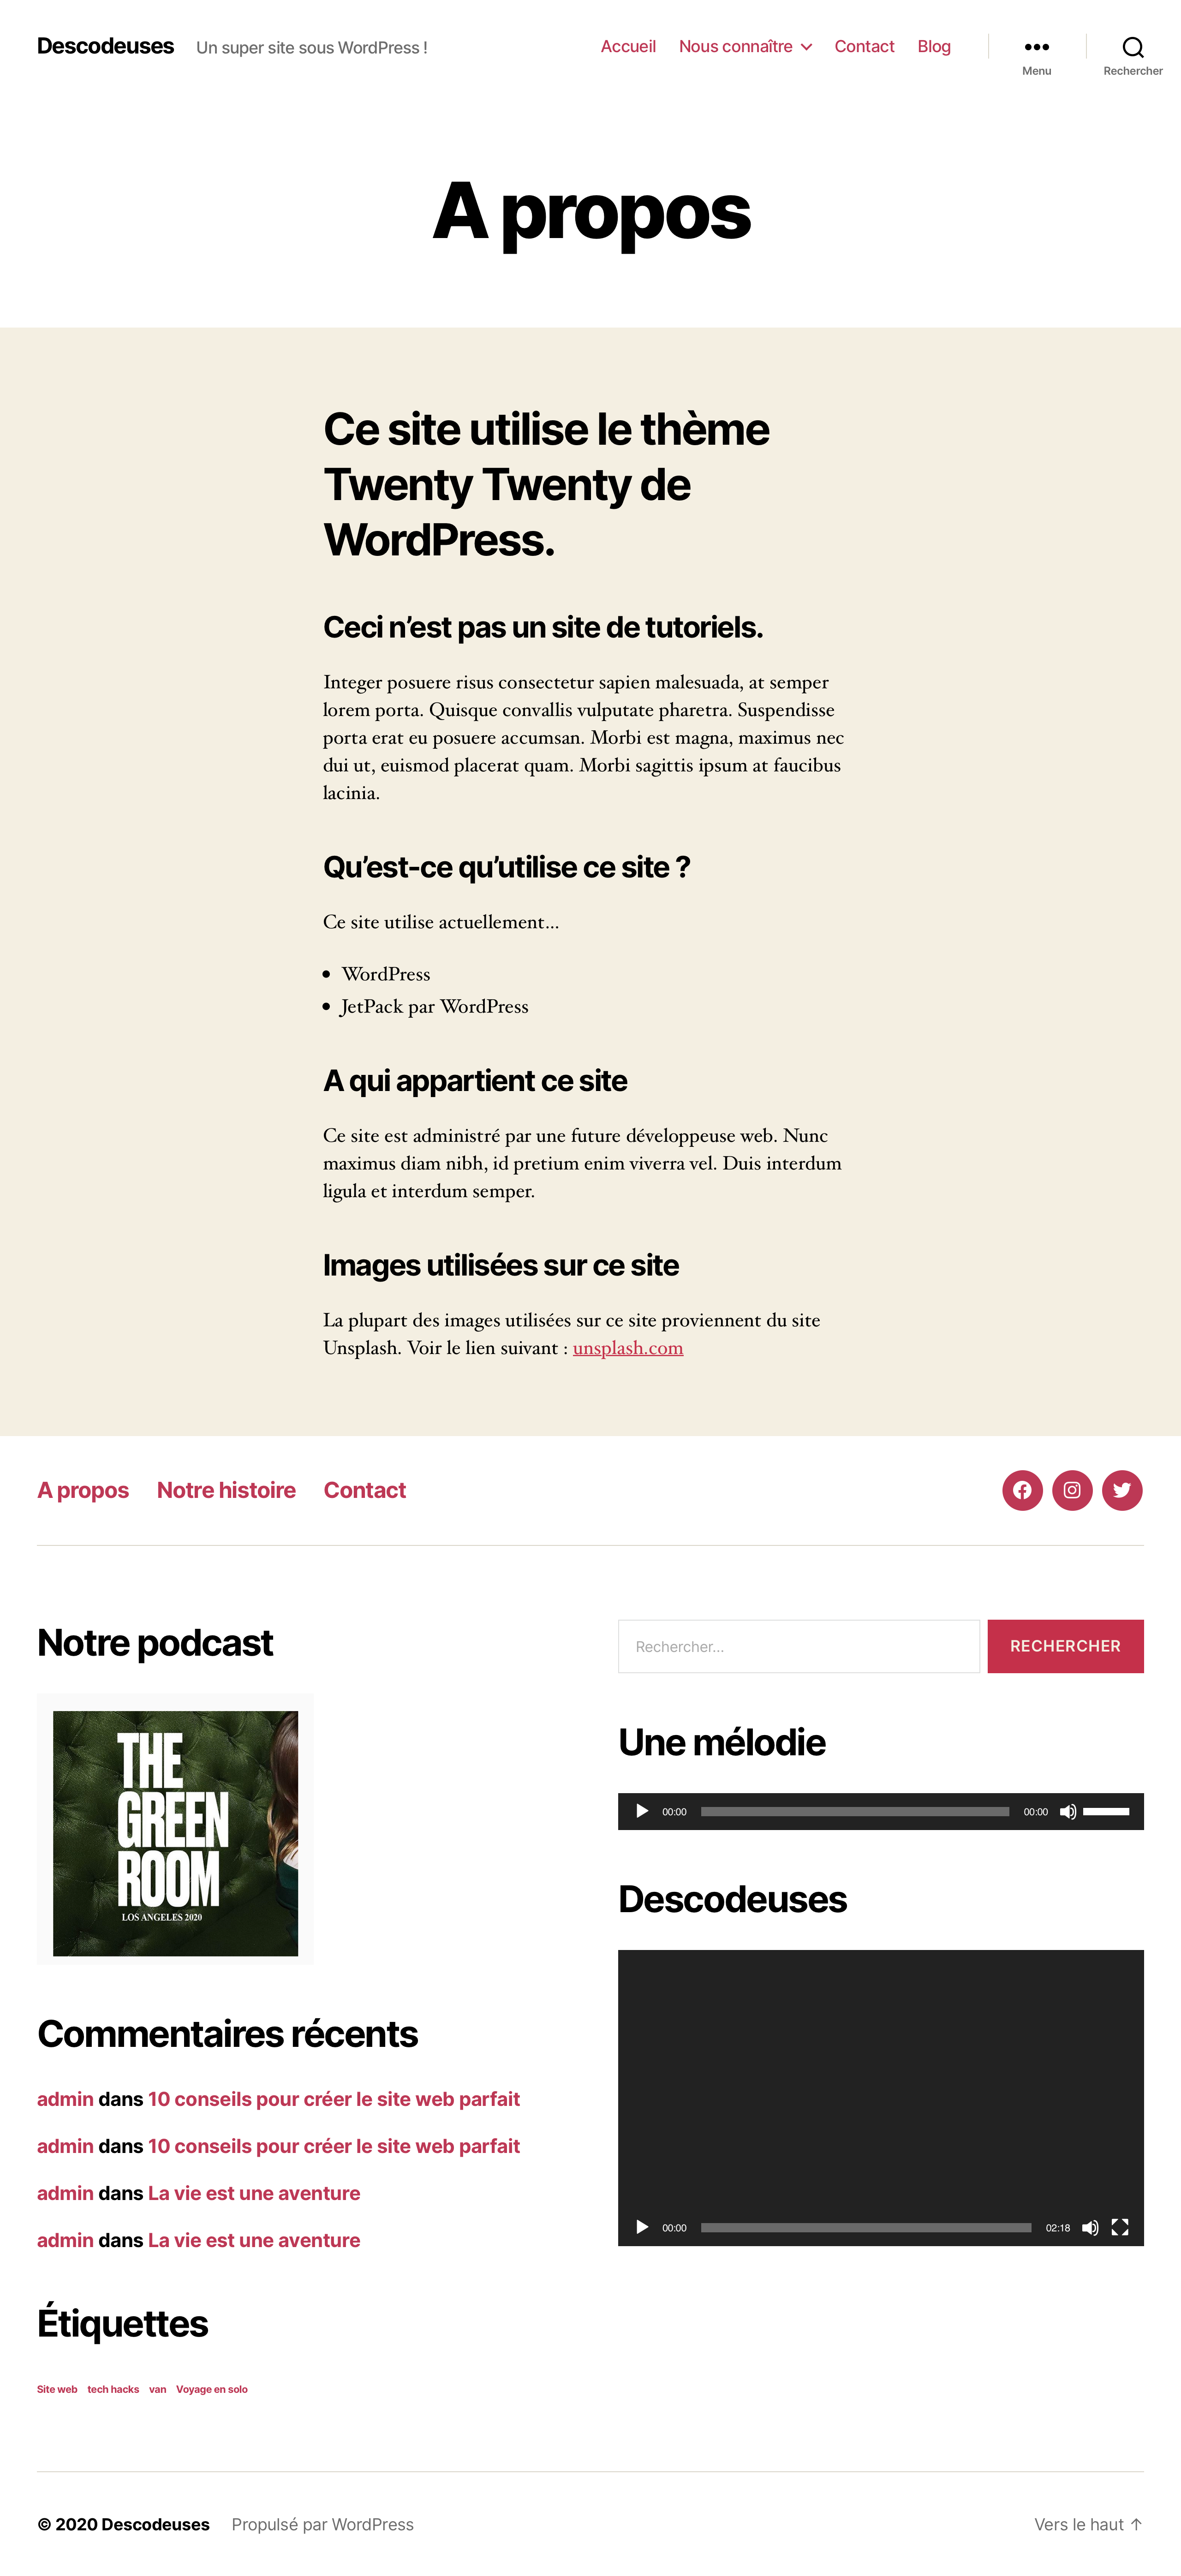 Descodeuses
Un super site sous WordPress !
Accueil
Nous connaître
Contact
Blog
Menu
Rechercher
A propos
Ce site utilise le thème
Twenty Twenty de
WordPress.
Ceci n’est pas un site de tutoriels.
Integer posuere risus consectetur sapien malesuada, at semper
lorem porta. Quisque convallis vulputate pharetra. Suspendisse
porta erat eu posuere accumsan. Morbi est magna, maximus nec
dui ut, euismod placerat quam. Morbi sagittis ipsum at faucibus
lacinia.
Qu’est-ce qu’utilise ce site ?
Ce site utilise actuellement…
• WordPress
• JetPack par WordPress
A qui appartient ce site
Ce site est administré par une future développeuse web. Nunc
maximus diam nibh, id pretium enim viverra vel. Duis interdum
ligula et interdum semper.
Images utilisées sur ce site
La plupart des images utilisées sur ce site proviennent du site
Unsplash. Voir le lien suivant : unsplash.com
A propos
Notre histoire
Contact
Notre podcast
THE
GREEN
ROOM
LOS ANGELES 2020
Commentaires récents
admin dans 10 conseils pour créer le site web parfait
admin dans 10 conseils pour créer le site web parfait
admin dans La vie est une aventure
admin dans La vie est une aventure
Étiquettes
Site web tech hacks van Voyage en solo
Rechercher…
RECHERCHER
Une mélodie
00:00
00:00
Descodeuses
00:00
02:18
© 2020 Descodeuses
Propulsé par WordPress
Vers le haut ↑